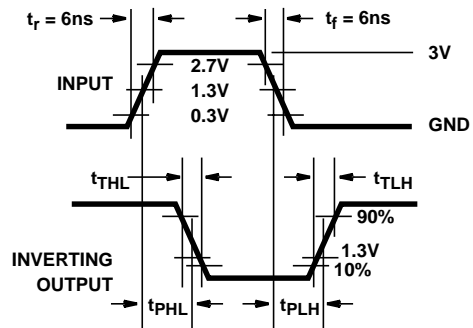 tr = 6ns
tf = 6ns
3V
2.7V
INPUT
1.3V
0.3V
GND
tTHL
tTLH
90%
1.3V
INVERTING
10%
OUTPUT
tPHL
tPLH